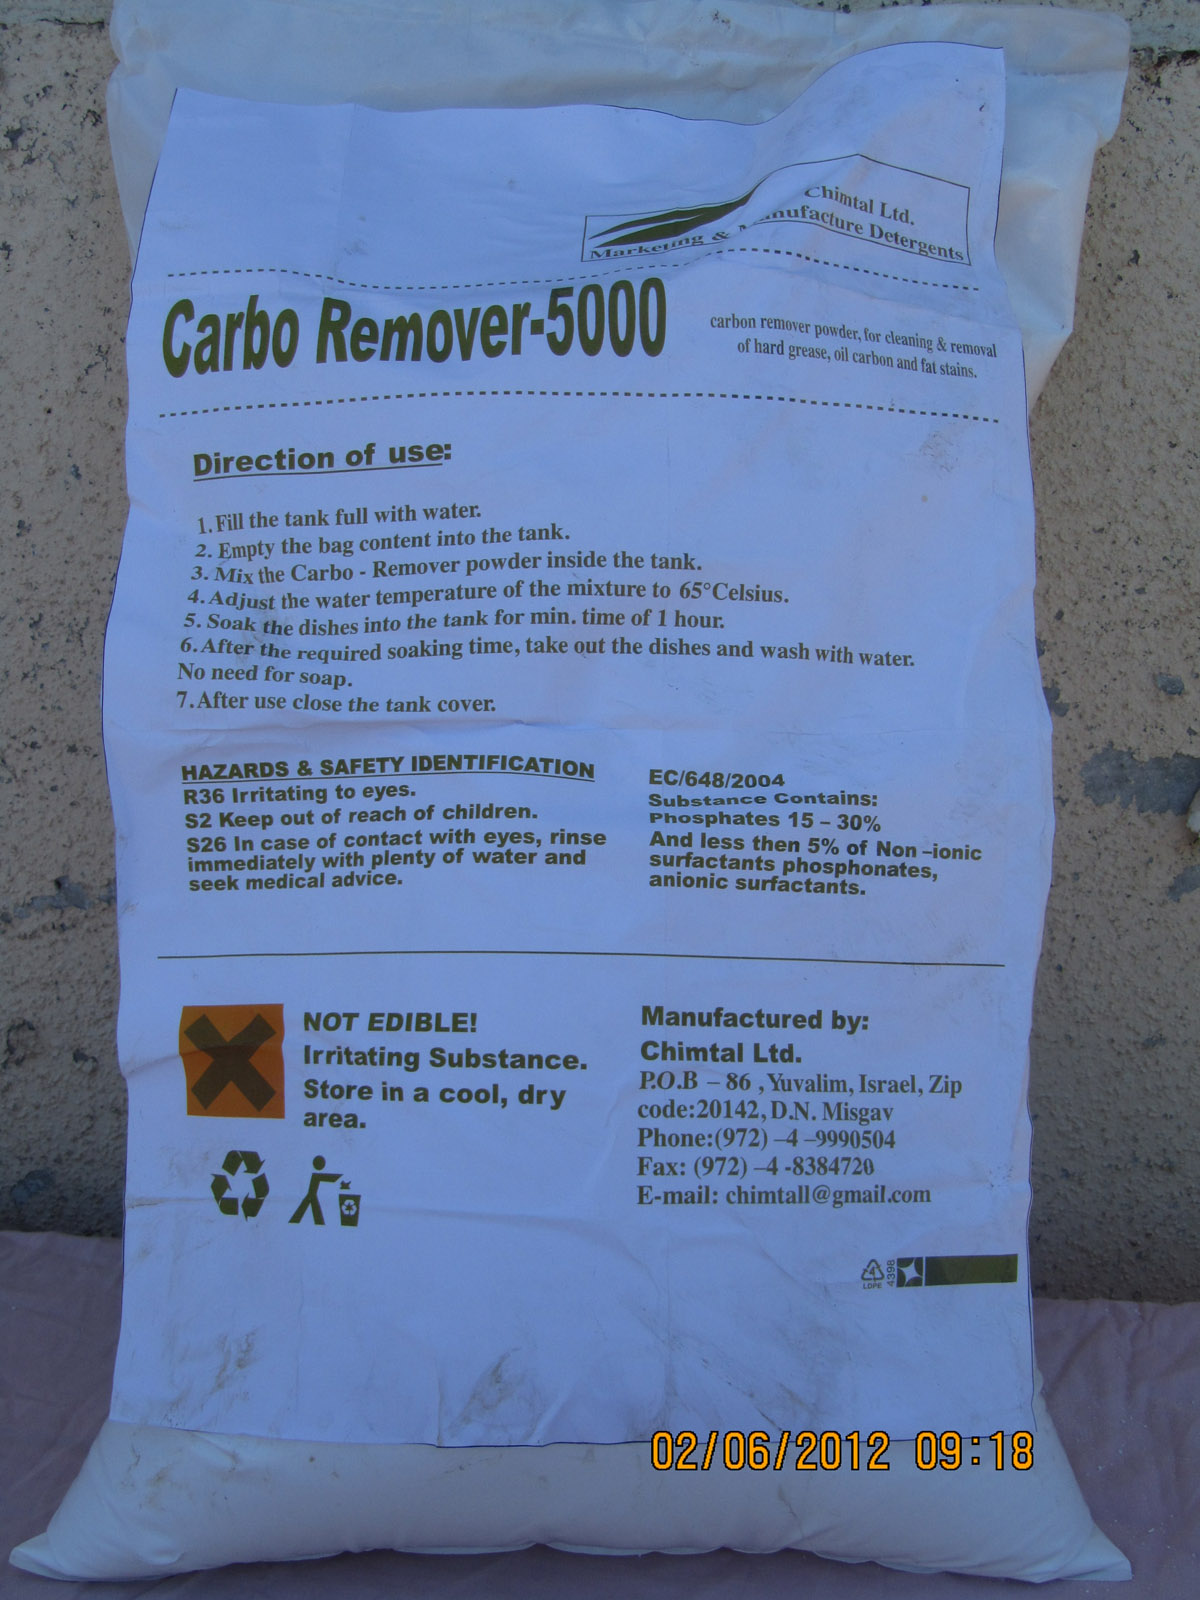 Chimtal Ltd.
Marketing & Manufacture Detergents
Carbo Remover-5000
carbon remover powder, for cleaning & removal
of hard grease, oil carbon and fat stains.
Direction of use:
1. Fill the tank full with water.
2. Empty the bag content into the tank.
3. Mix the Carbo - Remover powder inside the tank.
4. Adjust the water temperature of the mixture to 65°Celsius.
5. Soak the dishes into the tank for min. time of 1 hour.
6. After the required soaking time, take out the dishes and wash with water.
No need for soap.
7. After use close the tank cover.
HAZARDS & SAFETY IDENTIFICATION
R36 Irritating to eyes.
S2 Keep out of reach of children.
S26 In case of contact with eyes, rinse
immediately with plenty of water and
seek medical advice.
EC/648/2004
Substance Contains:
Phosphates 15 – 30%
And less then 5% of Non –ionic
surfactants phosphonates,
anionic surfactants.
NOT EDIBLE!
Irritating Substance.
Store in a cool, dry
area.
Manufactured by:
Chimtal Ltd.
P.O.B – 86 , Yuvalim, Israel, Zip
code:20142, D.N. Misgav
Phone:(972) –4 –9990504
Fax: (972) –4 -8384720
E-mail: chimtall@gmail.com
4
LDPE
4398
02/06/2012 09:18